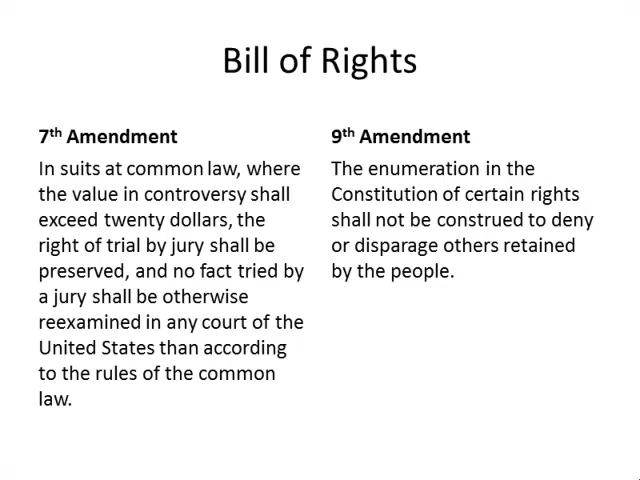 Bill of Rights
7th Amendment
In suits at common law, where
the value in controversy shall
exceed twenty dollars, the
right of trial by jury shall be
preserved, and no fact tried by
a jury shall be otherwise
reexamined in any court of the
United States than according
to the rules of the common
law.
9th Amendment
The enumeration in the
Constitution of certain rights
shall not be construed to deny
or disparage others retained
by the people.